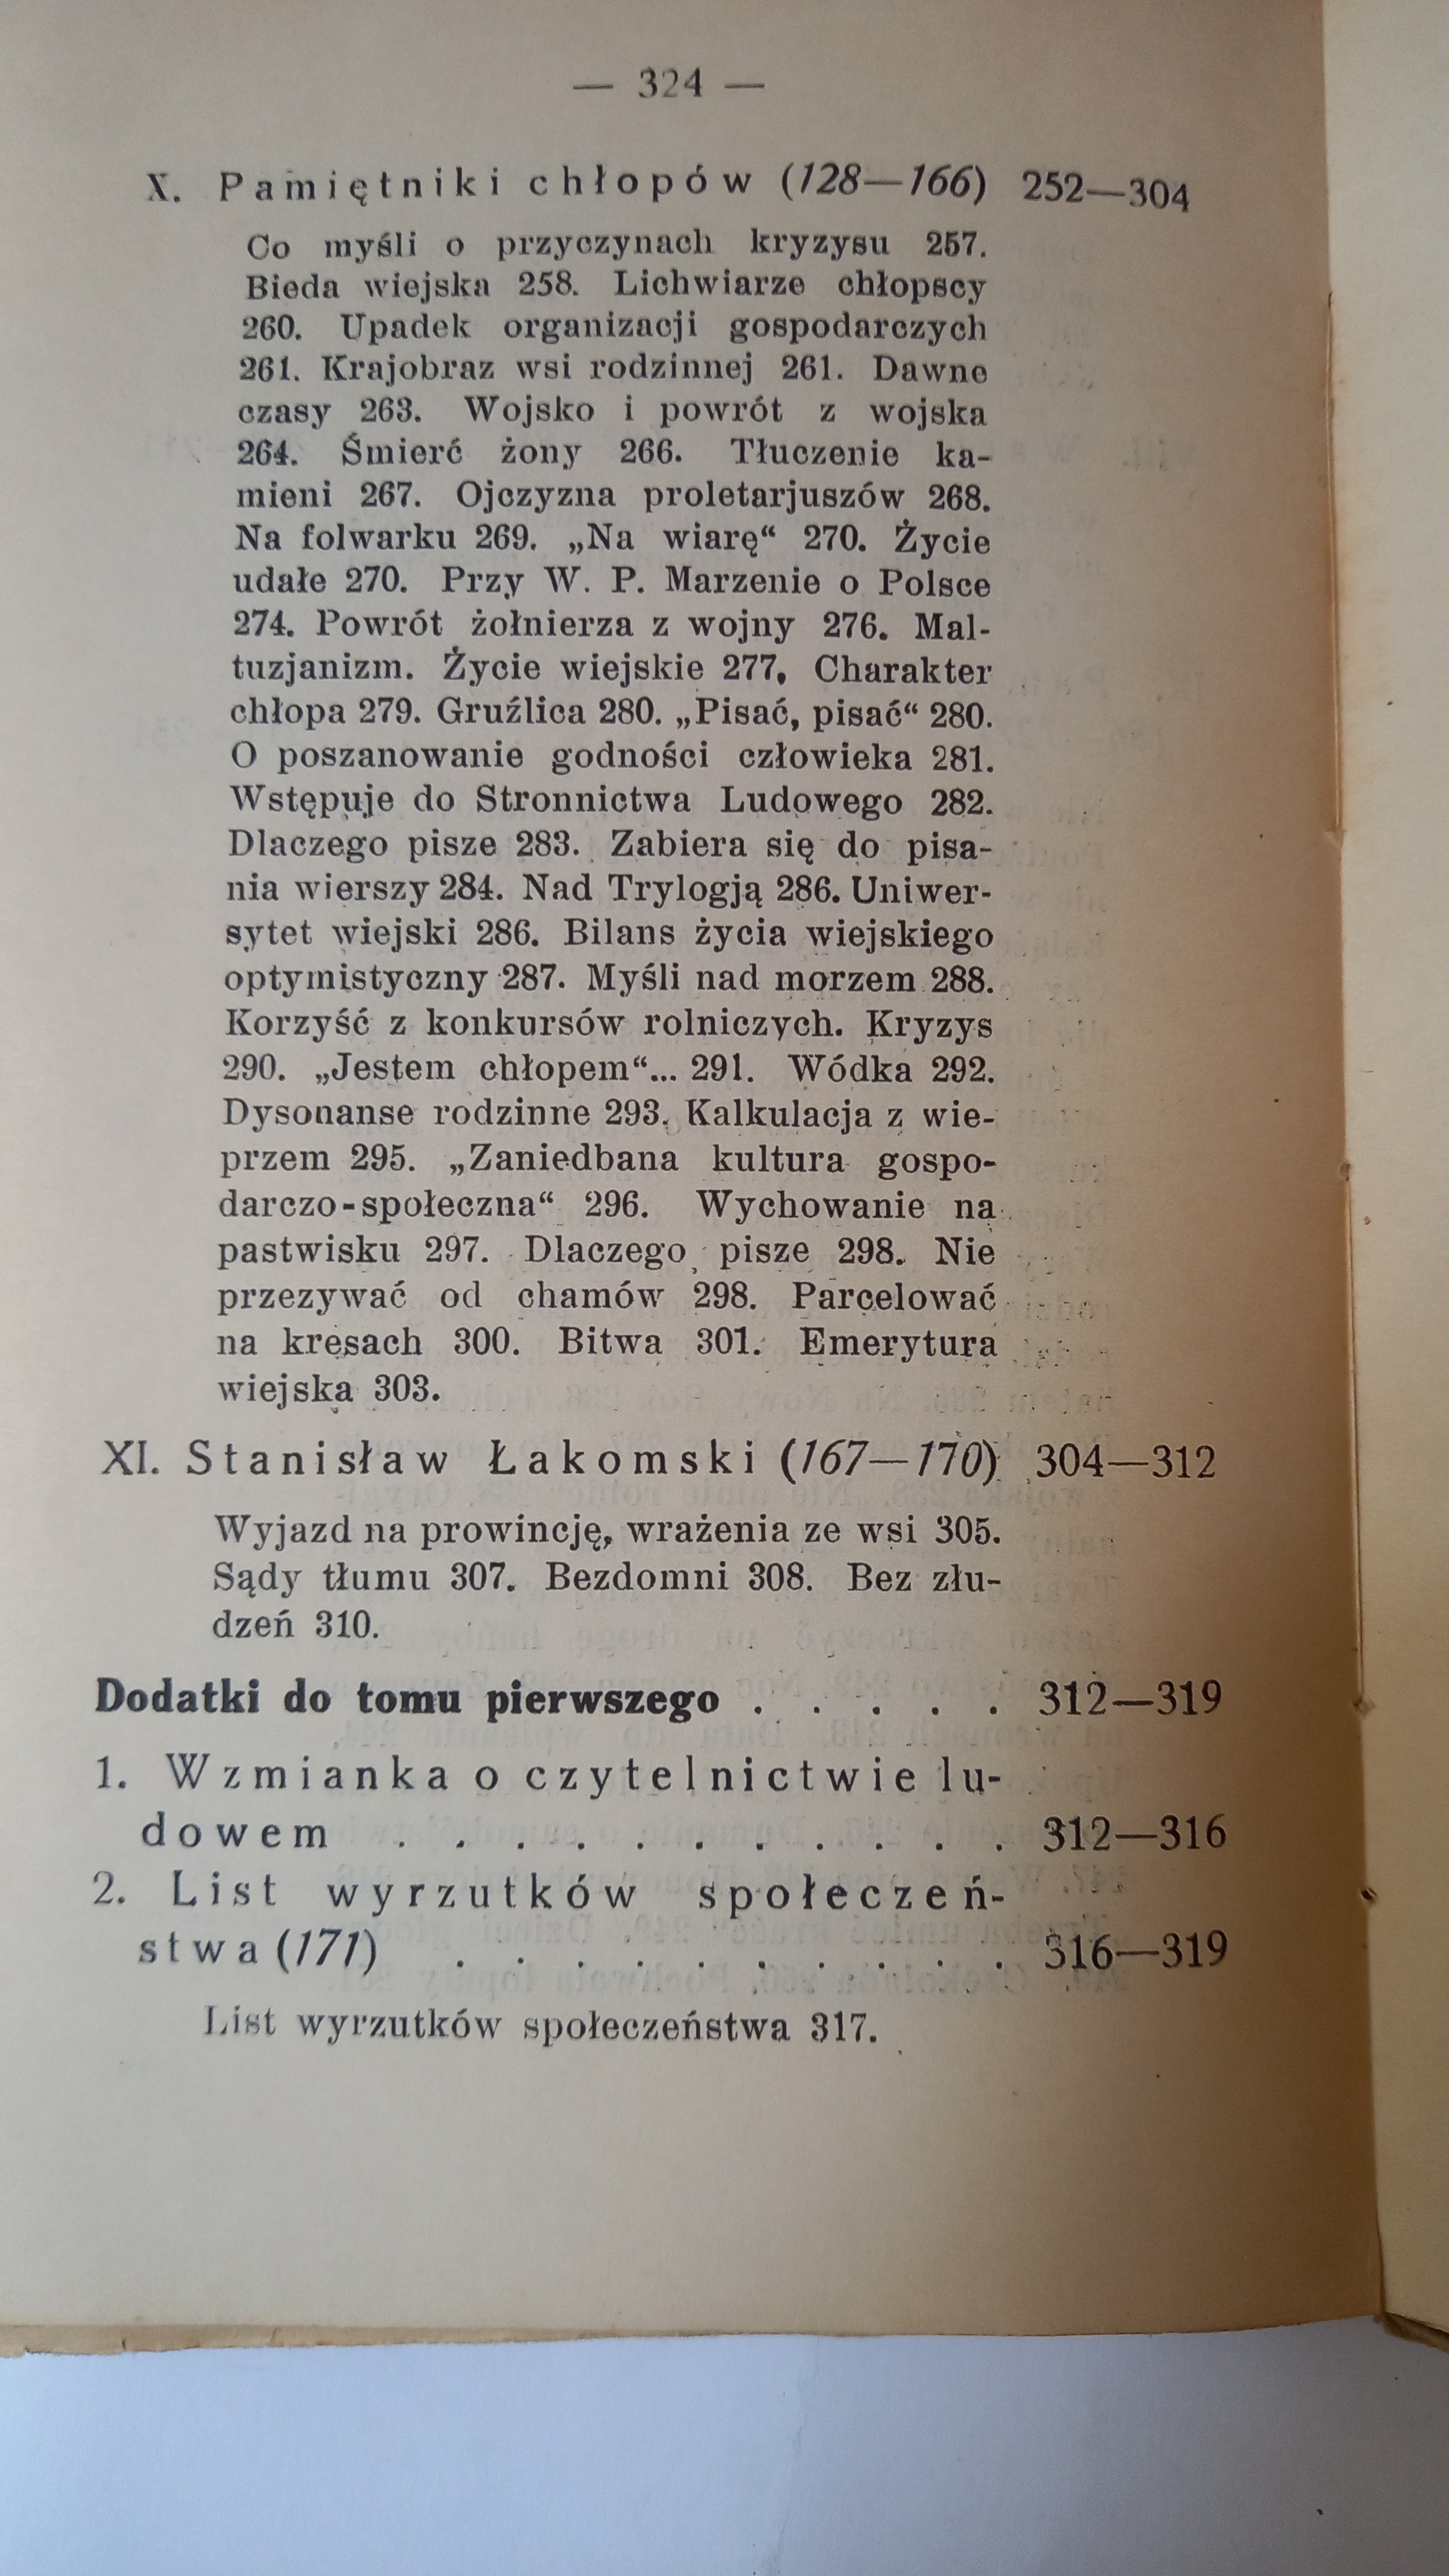 — 324 —
X. Pamiętniki chłopów (128—166) 252—304
Co myśli o przyczynach kryzysu 257.
Bieda wiejska 258. Lichwiarze chłopscy
260. Upadek organizacji gospodarczych
261. Krajobraz wsi rodzinnej 261. Dawne
czasy 263. Wojsko i powrót z wojska
264. Śmierć żony 266. Tłuczenie ka-
mieni 267. Ojczyzna proletarjuszów 268.
Na folwarku 269. „Na wiarę“ 270. Życie
udałe 270. Przy W. P. Marzenie o Polsce
274. Powrót żołnierza z wojny 276. Mal-
tuzjanizm. Życie wiejskie 277, Charakter
chłopa 279. Gruźlica 280. „Pisać, pisać“ 280.
O poszanowanie godności człowieka 281.
Wstępuje do Stronnictwa Ludowego 282.
Dlaczego pisze 283. Zabiera się do pisa-
nia wierszy 284. Nad Trylogją 286. Uniwer-
sytet wiejski 286. Bilans życia wiejskiego
optymistyczny 287. Myśli nad morzem 288.
Korzyść z konkursów rolniczych. Kryzys
290. „Jestem chłopem“... 291. Wódka 292.
Dysonanse rodzinne 293. Kalkulacja z wie-
przem 295. „Zaniedbana kultura gospo-
darczo-społeczna“ 296. Wychowanie na
pastwisku 297. Dlaczego pisze 298. Nie
przezywać od chamów 298. Parcelować
na kresach 300. Bitwa 301. Emerytura
wiejska 303.
XI. Stanisław Łakomski (167—170) 304—312
Wyjazd na prowincję, wrażenia ze wsi 305.
Sądy tłumu 307. Bezdomni 308. Bez złu-
dzeń 310.
Dodatki do tomu pierwszego . . . . . 312—319
1. Wzmianka o czytelnictwie lu-
dowem . . . . . . . . . . . 312—316
2. List wyrzutków społeczeń-
stwa (171) . . . . . . . . . . 316—319
List wyrzutków społeczeństwa 317.